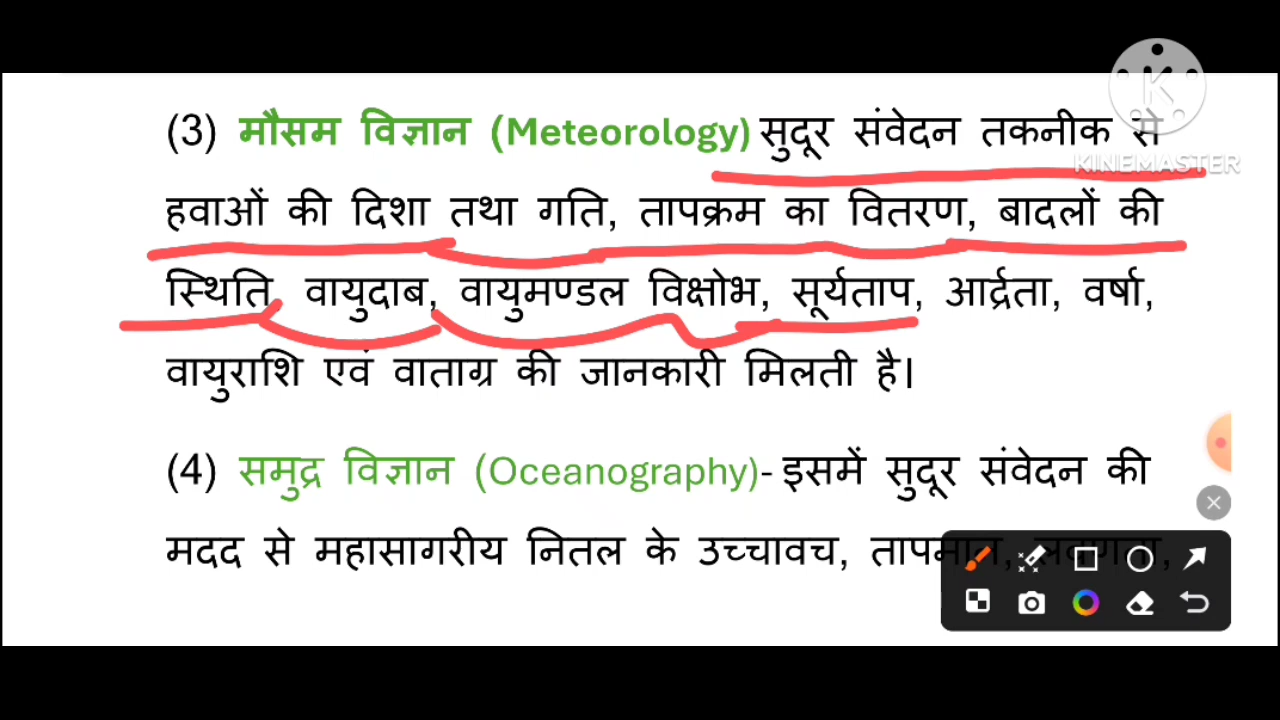 KINEMASTER
(3) मौसम विज्ञान (Meteorology) सुदूर संवेदन तकनीक से
हवाओं की दिशा तथा गति, तापक्रम का वितरण, बादलों की
स्थिति, वायुदाब, वायुमण्डल विक्षोभ, सूर्यताप, आर्द्रता, वर्षा,
वायुराशि एवं वाताग्र की जानकारी मिलती है।
(4) समुद्र विज्ञान (Oceanography)- इसमें सुदूर संवेदन की
मदद से महासागरीय नितल के उच्चावच, तापमान,